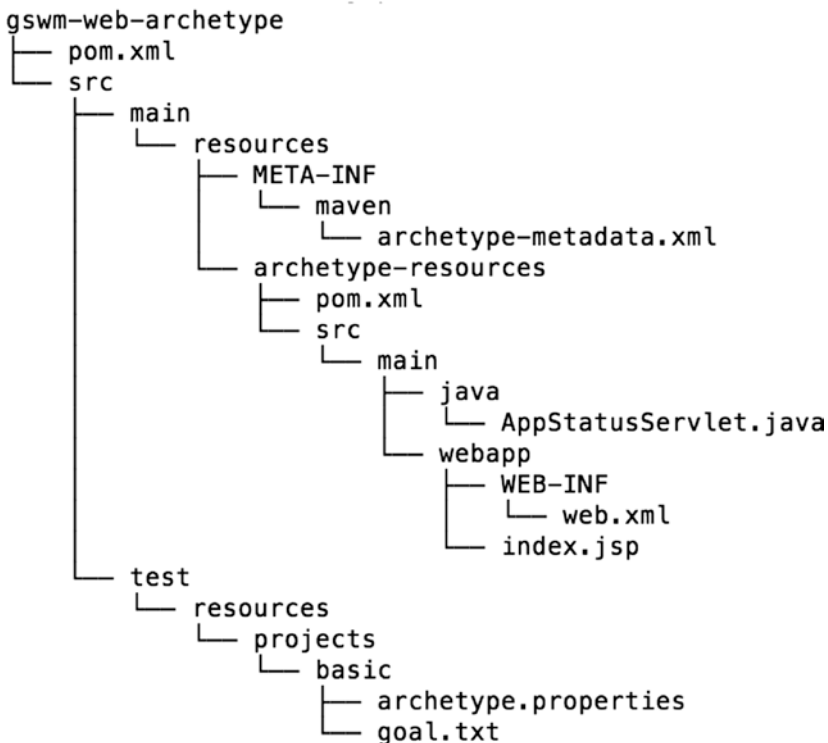 gswm-web-archetype
├── pom.xml
└── src
    ├── main
    │   └── resources
    │       ├── META-INF
    │       │   └── maven
    │       │       └── archetype-metadata.xml
    │       └── archetype-resources
    │           ├── pom.xml
    │           └── src
    │               └── main
    │                   ├── java
    │                   │   └── AppStatusServlet.java
    │                   └── webapp
    │                       ├── WEB-INF
    │                       │   └── web.xml
    │                       └── index.jsp
    └── test
        └── resources
            └── projects
                └── basic
                    ├── archetype.properties
                    └── goal.txt